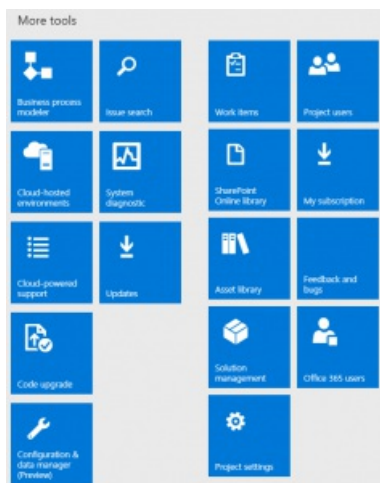 More tools
Business process
modeler
Issue search
Work items
Project users
Cloud-hosted
environments
System
diagnostic
SharePoint
Online library
My subscription
Cloud-powered
support
Updates
Asset library
Feedback and
bugs
Code upgrade
Solution
management
Office 365 users
Configuration &
data manager
(Preview)
Project settings